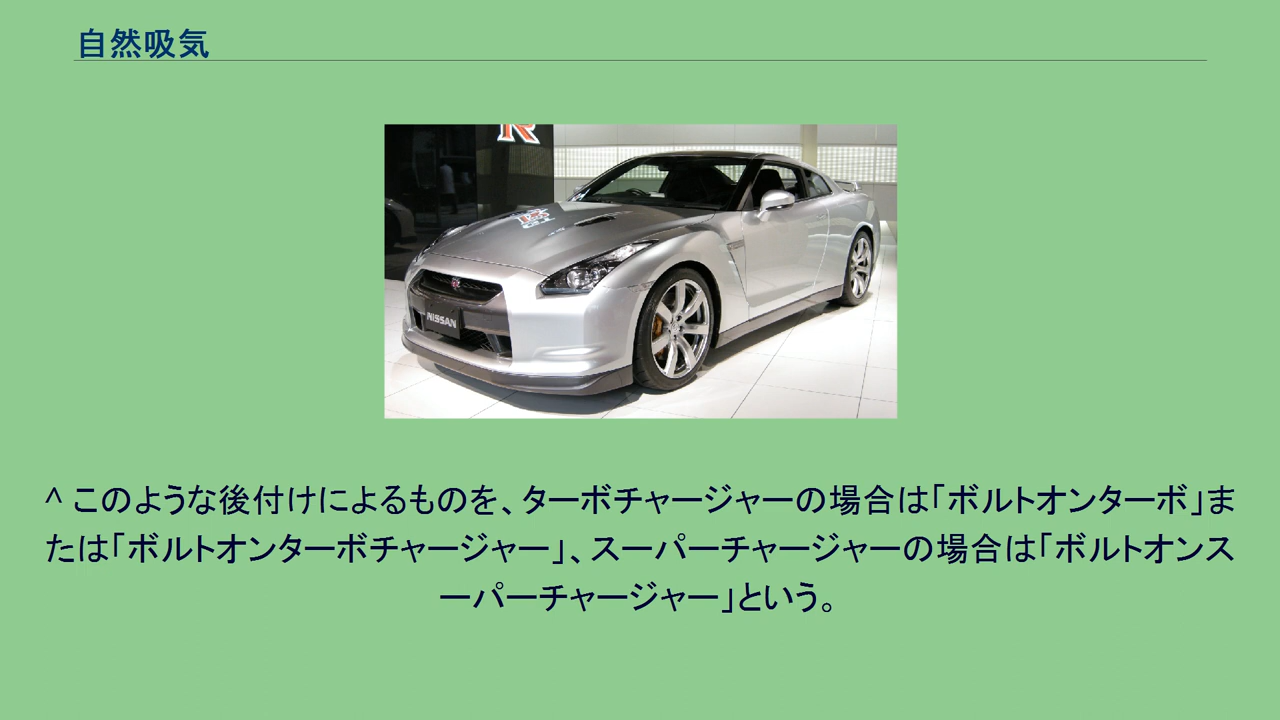 自然吸気
R
NISSAN
^ このような後付けによるものを、ターボチャージャーの場合は「ボルトオンターボ」ま
たは「ボルトオンターボチャージャー」、スーパーチャージャーの場合は「ボルトオンス
ーパーチャージャー」という。